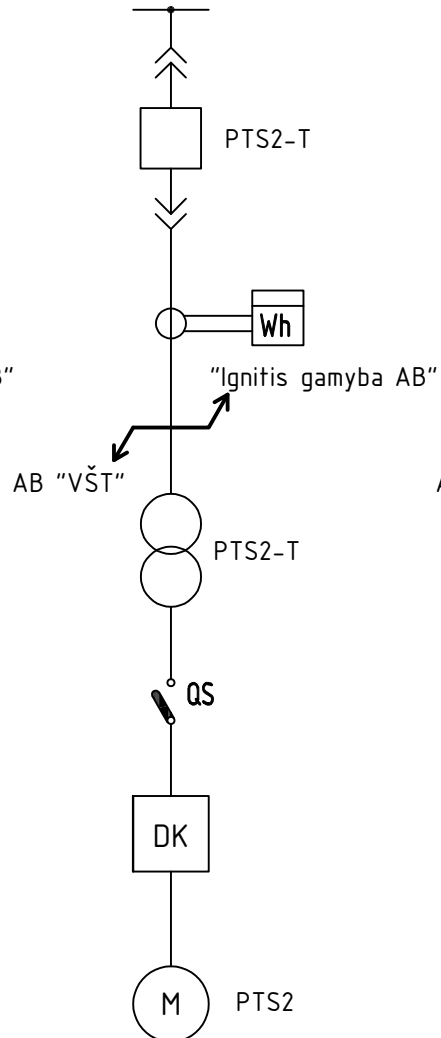 PTS2-T
Wh
"Ignitis gamyba AB"
AB "VŠT"
PTS2-T
QS
DK
M PTS2